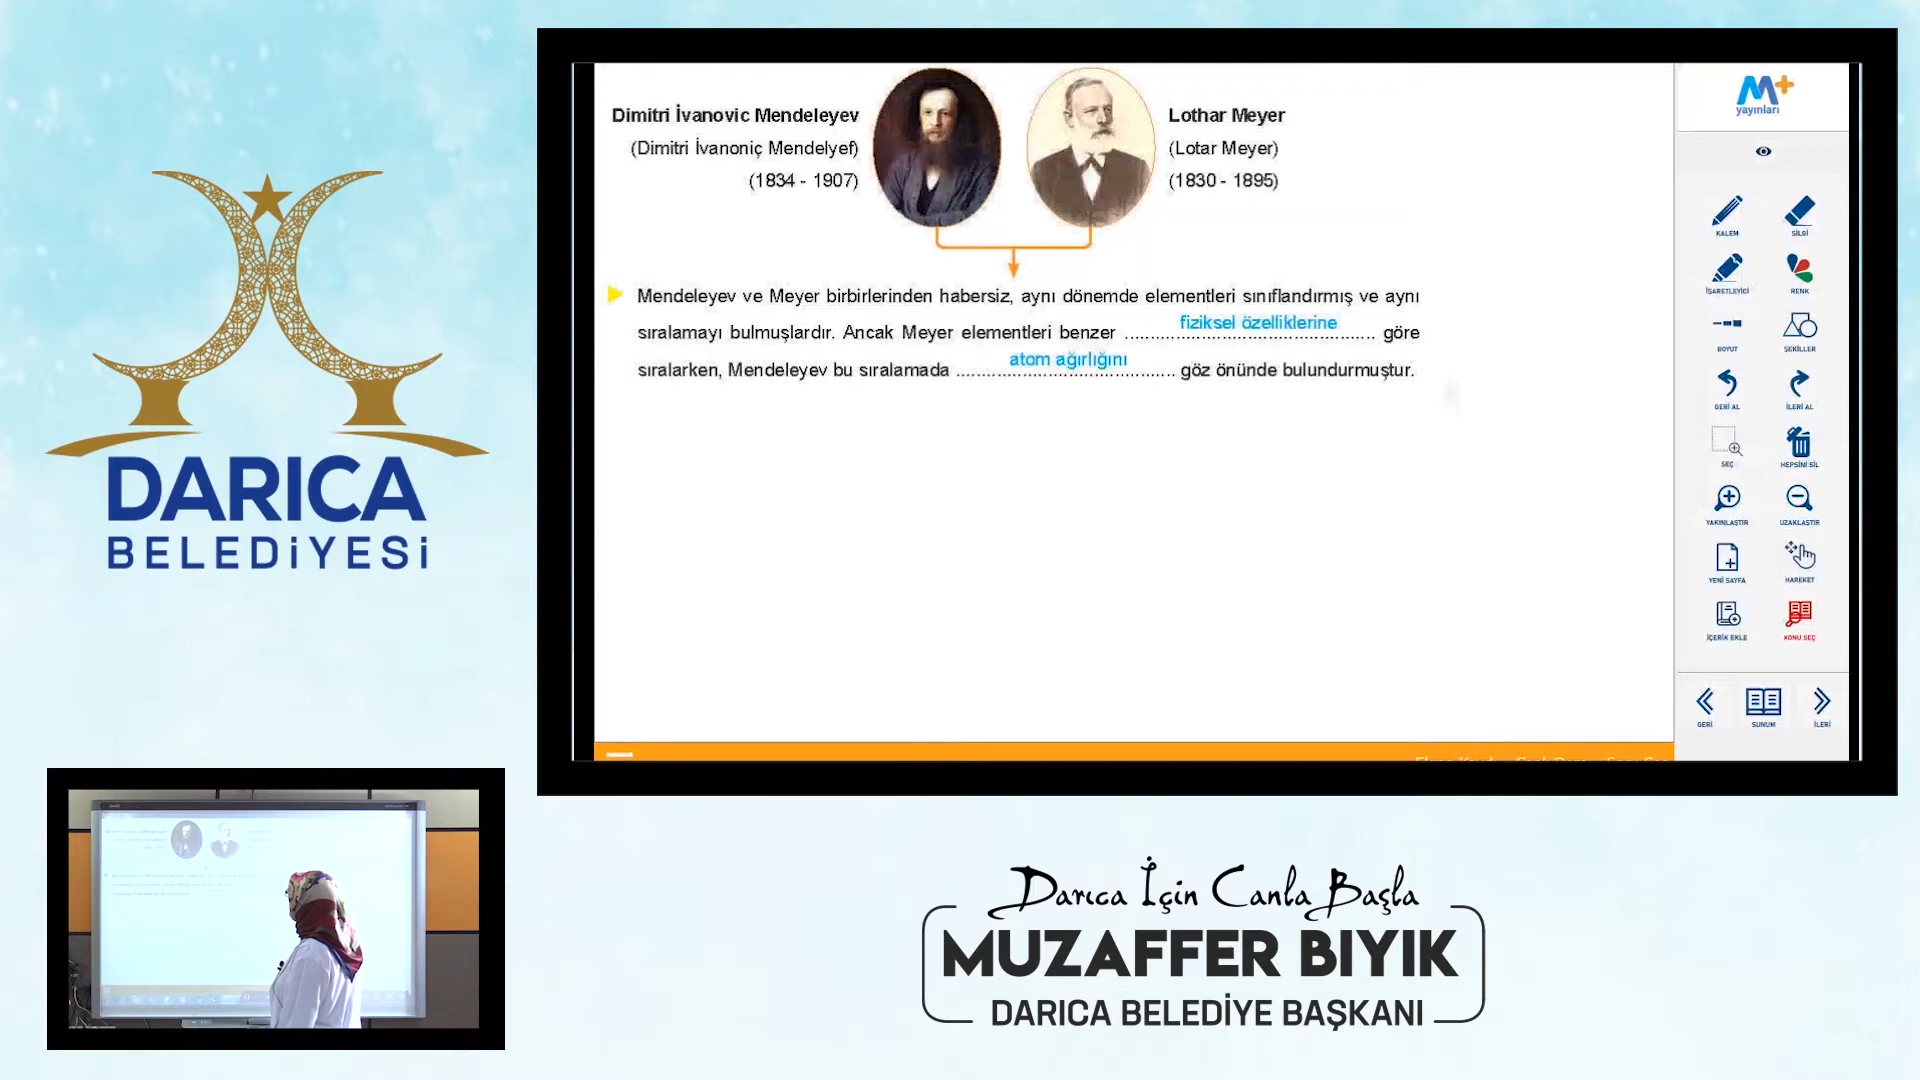 DARICA
BELEDİYESİ
Dimitri İvanovic Mendeleyev
(Dimitri İvanoniç Mendelyef)
(1834 - 1907)
Lothar Meyer
(Lotar Meyer)
(1830 - 1895)
Mendeleyev ve Meyer birbirlerinden habersiz, aynı dönemde elementleri sınıflandırmış ve aynı
sıralamayı bulmuşlardır. Ancak Meyer elementleri benzer fiziksel özelliklerine göre
sıralarken, Mendeleyev bu sıralamada atom ağırlığını göz önünde bulundurmuştur.
M+
yayınları
KALEM
SİLGİ
İŞARETLEYİCİ
RENK
BOYUT
ŞEKİLLER
GERİ AL
İLERİ AL
SEÇ
HEPSİNİ SİL
YAKINLAŞTIR
UZAKLAŞTIR
YENİ SAYFA
HAREKET
İÇERİK EKLE
KONU SEÇ
GERİ
SUNUM
İLERİ
Darıca İçin Canla Başla
MUZAFFER BIYIK
DARICA BELEDİYE BAŞKANI